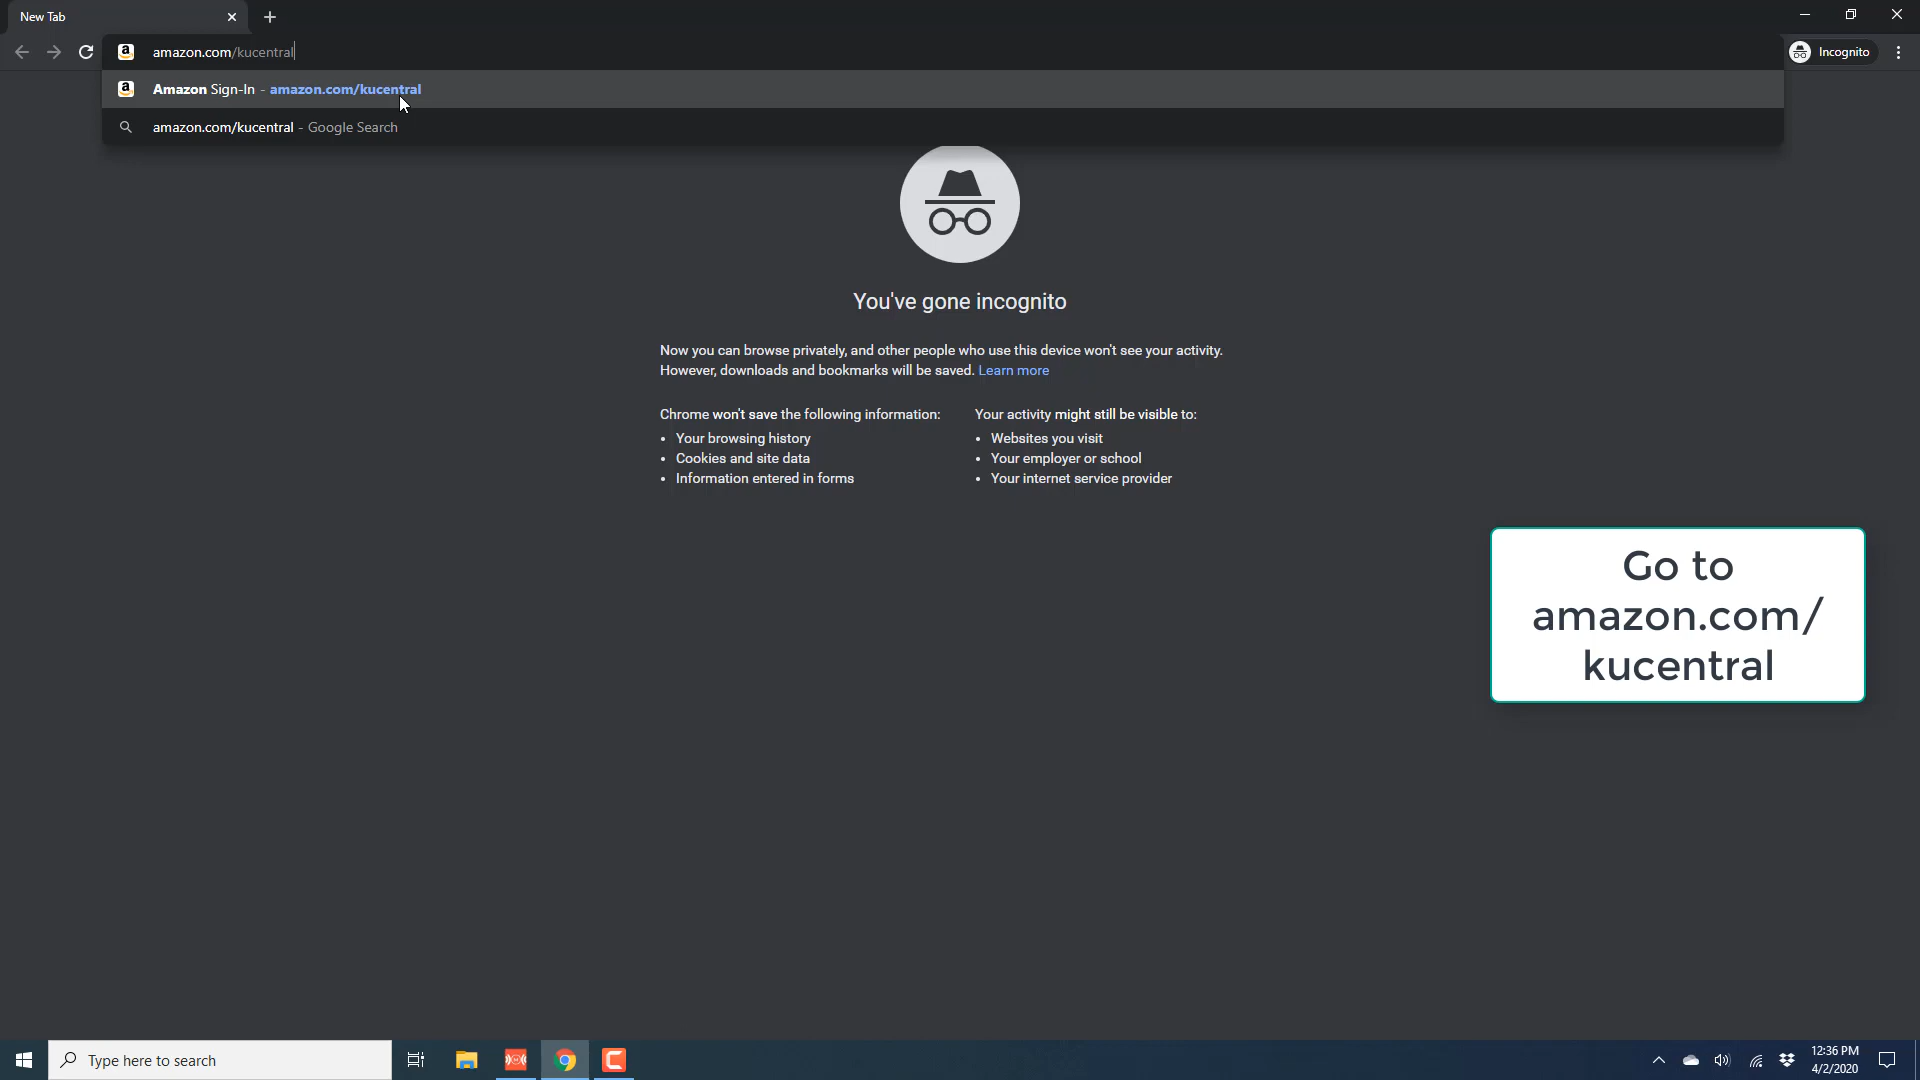 New Tab
amazon.com/kucentral
Incognito
Amazon Sign-In - amazon.com/kucentral
amazon.com/kucentral - Google Search
You've gone incognito
Now you can browse privately, and other people who use this device won't see your activity.
However, downloads and bookmarks will be saved. Learn more
Chrome won't save the following information:
Your browsing history
Cookies and site data
Information entered in forms
Your activity might still be visible to:
Websites you visit
Your employer or school
Your internet service provider
Go to
amazon.com/
kucentral
Type here to search
12:36 PM
4/2/2020